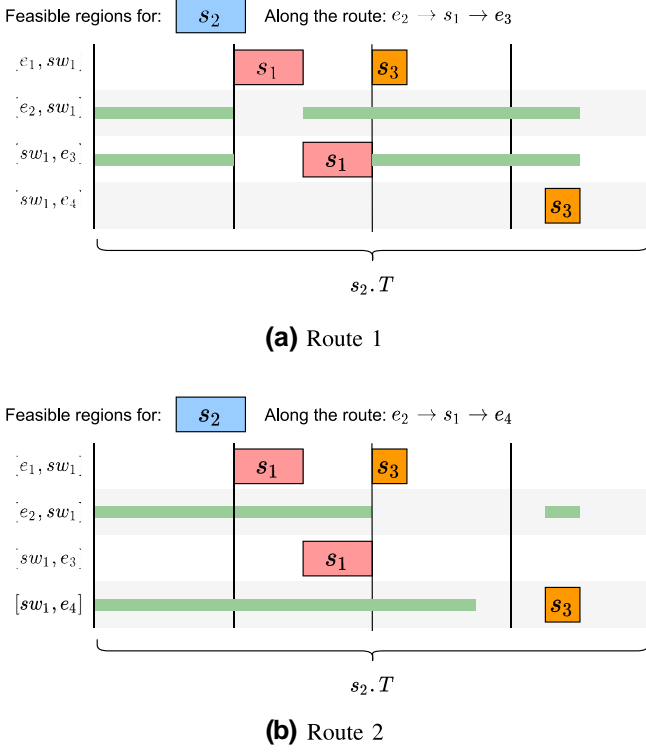 Feasible regions for: s₂ Along the route: e₂ → s₁ → e₃
[e₁, sw₁] s₁ s₃
[e₂, sw₁]
[sw₁, e₃] s₁
[sw₁, e₄] s₃
s₂.T
(a) Route 1
Feasible regions for: s₂ Along the route: e₂ → s₁ → e₄
[e₁, sw₁] s₁ s₃
[e₂, sw₁]
[sw₁, e₃] s₁
[sw₁, e₄] s₃
s₂.T
(b) Route 2